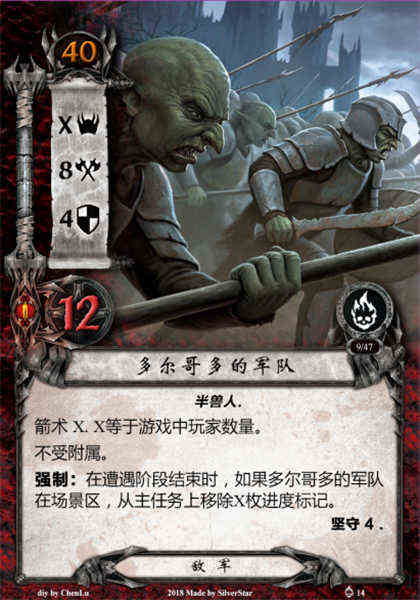 40
X
8
4
12
9/47
多尔哥多的军队
半兽人.
箭术 X. X等于游戏中玩家数量。
不受附属。
强制：在遭遇阶段结束时，如果多尔哥多的军队
在场景区，从主任务上移除X枚进度标记。
坚守 4 .
敌 军
diy by ChenLu 2018 Made by SilverStar 14